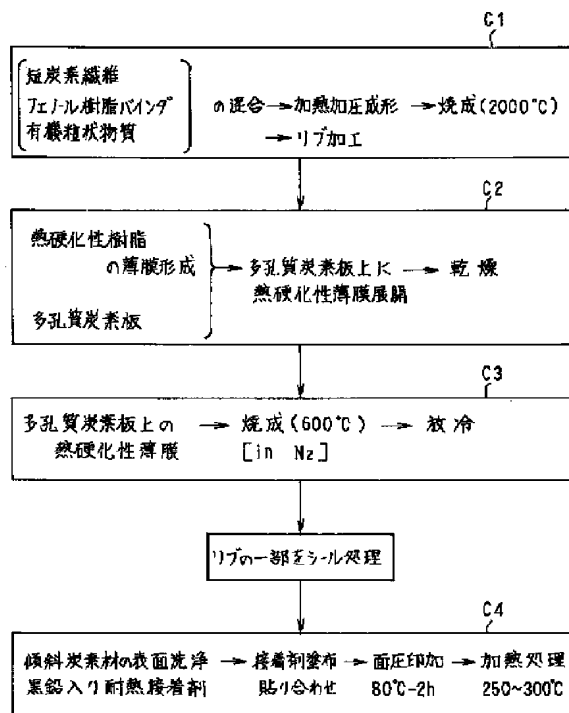 C1
短炭素繊維
フェノール樹脂バインダ
有機粒状物質
の混合→加熱加圧成形→焼成(2000℃)
→リブ加工
C2
熱硬化性樹脂
の薄膜形成
多孔質炭素板
→多孔質炭素板上に
熱硬化性薄膜展開
→乾燥
C3
多孔質炭素板上の
熱硬化性薄膜
→焼成(600℃)→放冷
[in N2]
リブの一部をシール処理
C4
傾斜炭素材の表面洗浄→接着剤塗布→面圧印加→加熱処理
黒鉛入り耐熱接着剤 貼り合わせ 80℃-2h 250~300℃